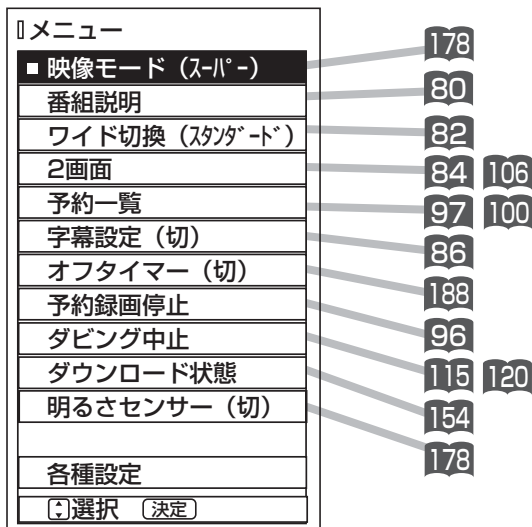 メニュー
映像モード（ｽｰﾊﾟｰ） 178
番組説明 80
ワイド切換（ｽﾀﾝﾀﾞｰﾄﾞ） 82
2画面 84 106
予約一覧 97 100
字幕設定（切） 86
オフタイマー（切） 188
予約録画停止 96
ダビング中止 115 120
ダウンロード状態 154
明るさセンサー（切） 178
各種設定
選択 決定